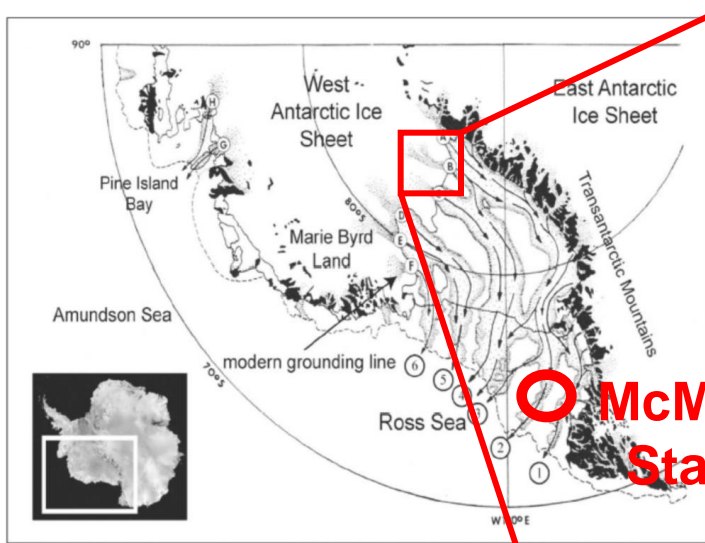 90°
West
Antarctic Ice
Sheet
East Antarctic
Ice Sheet
H
G
A
B
Pine Island
Bay
80°S
D
E
F
Marie Byrd
Land
Transantarctic Mountains
Amundson Sea
modern grounding line
70°S
6
5
4
3
2
1
Ross Sea
McM
Sta